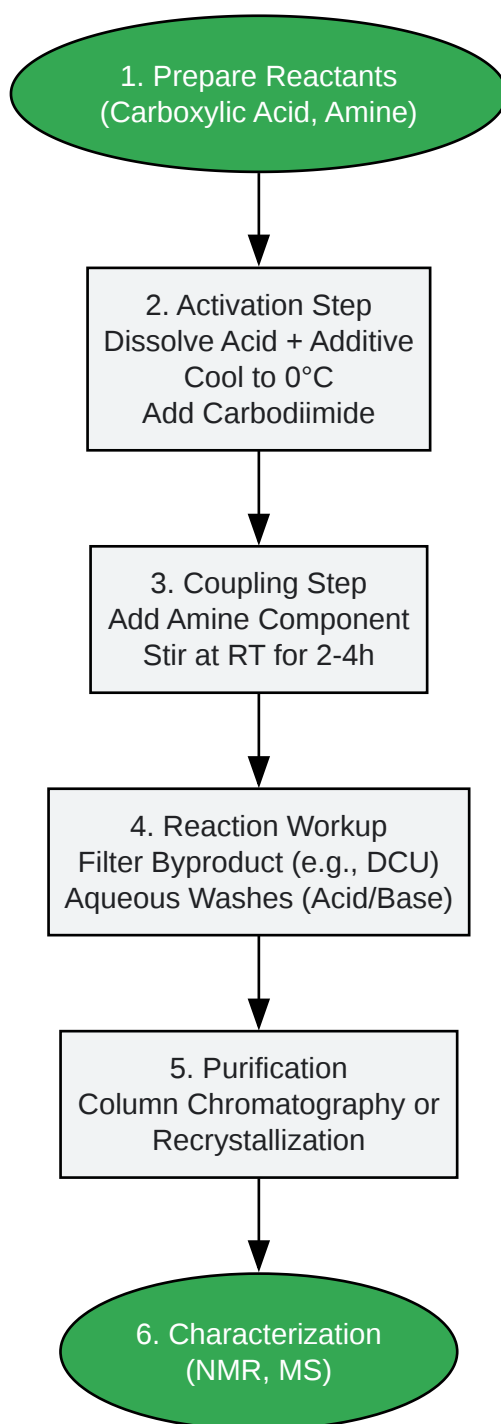 1. Prepare Reactants
(Carboxylic Acid, Amine)
2. Activation Step
Dissolve Acid + Additive
Cool to 0°C
Add Carbodiimide
3. Coupling Step
Add Amine Component
Stir at RT for 2-4h
4. Reaction Workup
Filter Byproduct (e.g., DCU)
Aqueous Washes (Acid/Base)
5. Purification
Column Chromatography or
Recrystallization
6. Characterization
(NMR, MS)